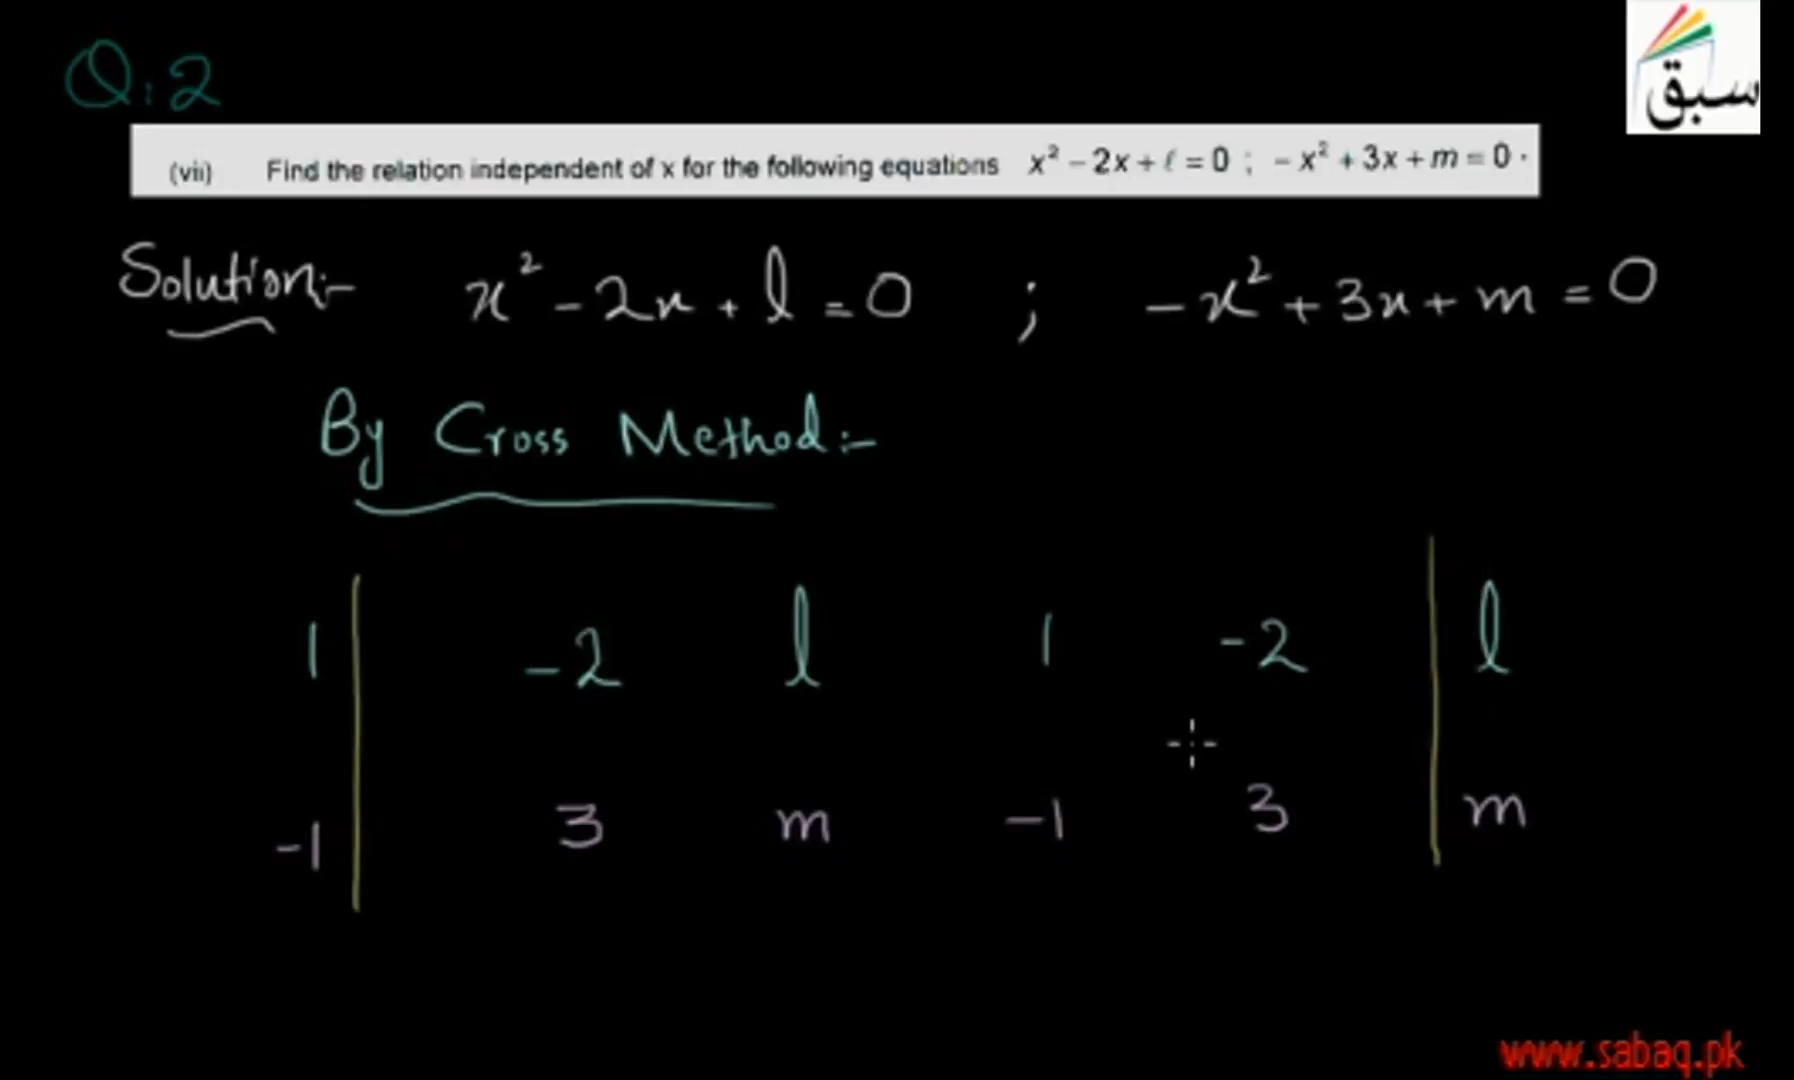 Q:2
سبق
(vii) Find the relation independent of x for the following equations x² - 2x + ℓ = 0 ; - x² + 3x + m = 0 .
Solution:- x² - 2x + l = 0 ; -x² + 3x + m = 0
By Cross Method:-
1 -2 l 1 -2 l
-1 3 m -1 3 m
www.sabaq.pk